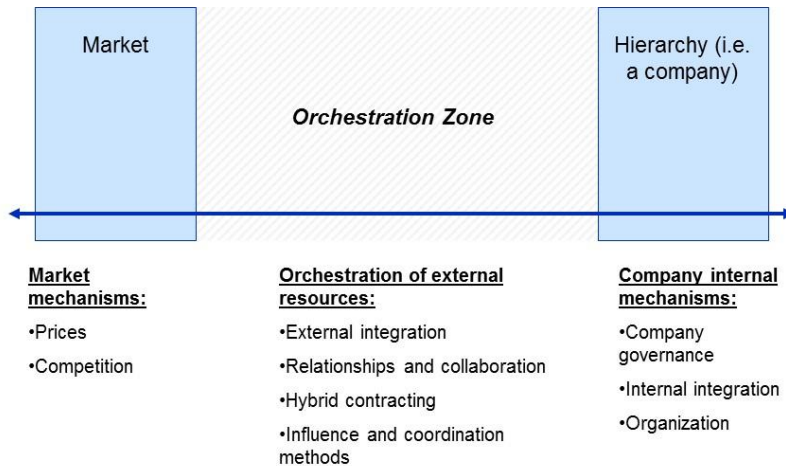 Market
Hierarchy (i.e.
a company)
Orchestration Zone
Market
mechanisms:
•Prices
•Competition
Orchestration of external
resources:
•External integration
•Relationships and collaboration
•Hybrid contracting
•Influence and coordination
methods
Company internal
mechanisms:
•Company
governance
•Internal integration
•Organization